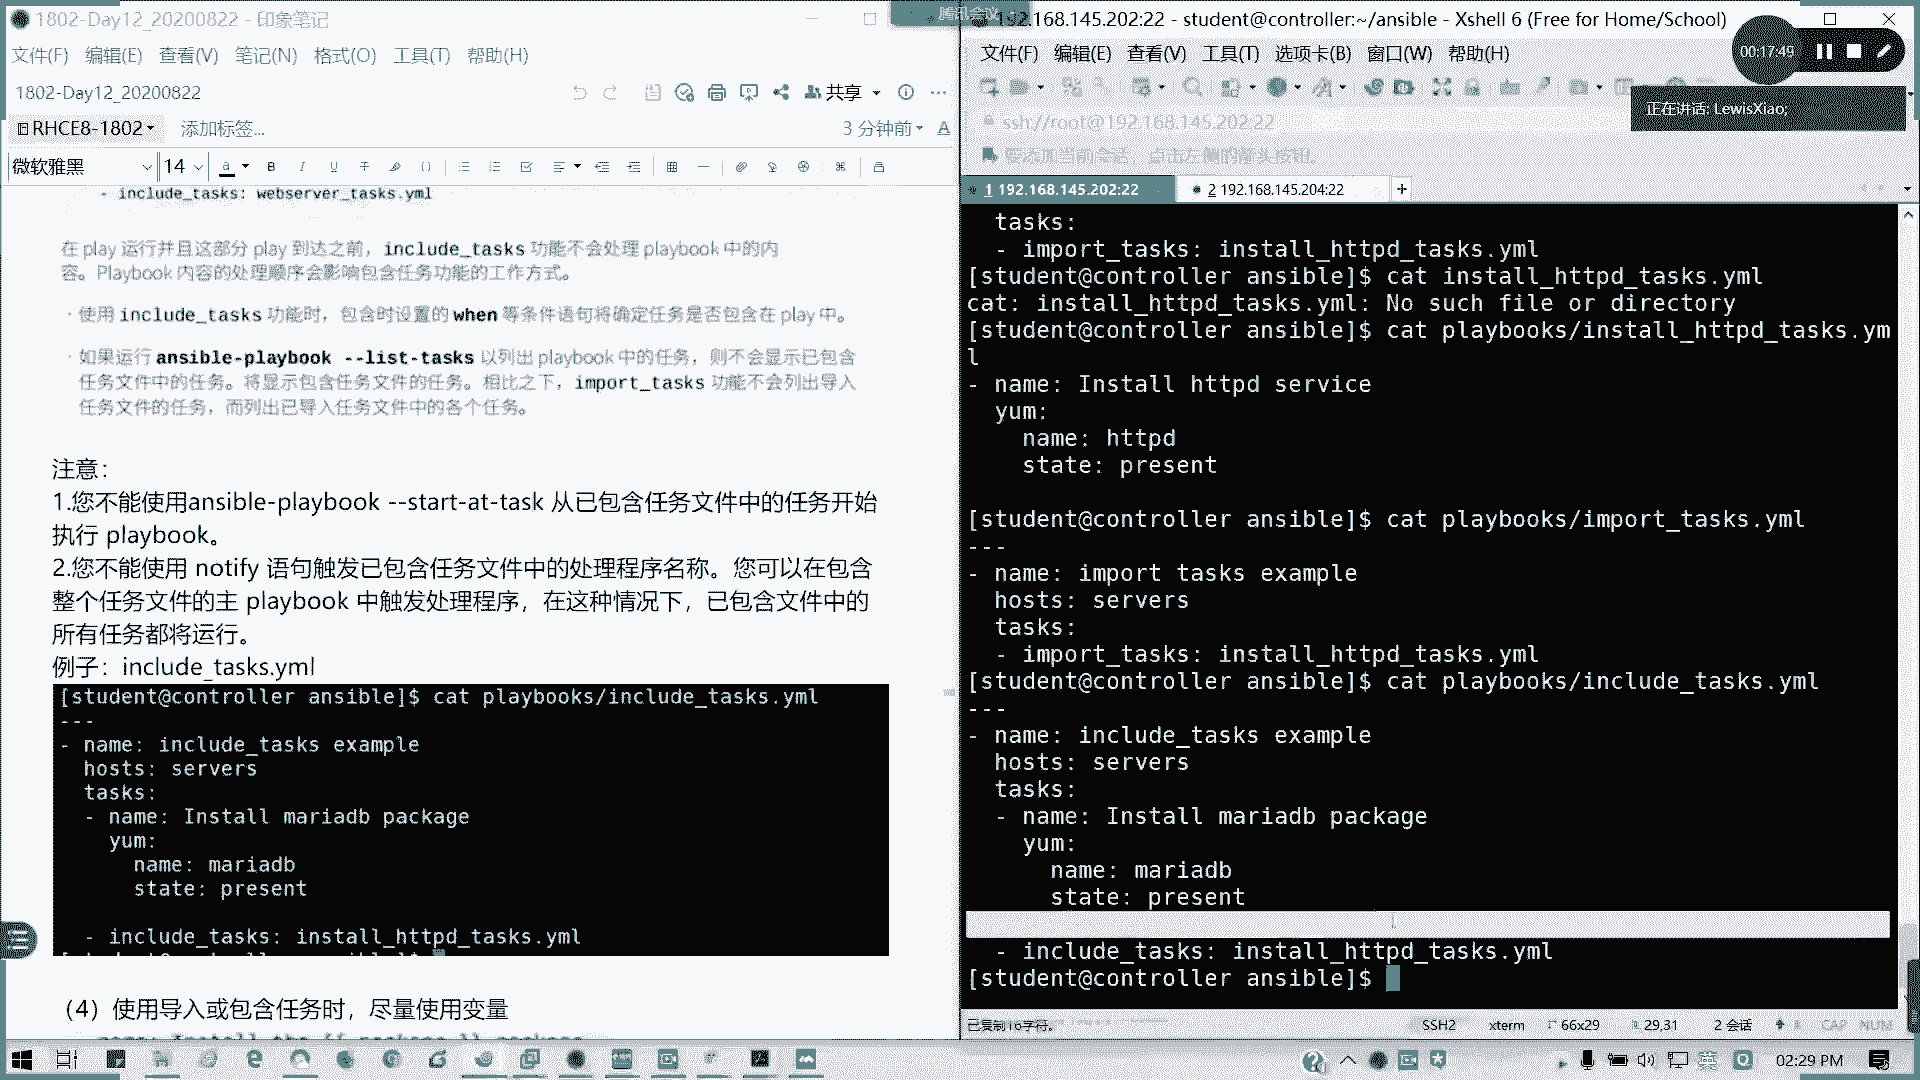 1802-Day12_20200822 - 印象笔记
文件(F) 编辑(E) 查看(V) 笔记(N) 格式(O) 工具(T) 帮助(H)
1802-Day12_20200822
共享
RHCE8-1802
添加标签...
3 分钟前
微软雅黑
14
- include_tasks: webserver_tasks.yml
在 play 运行并且这部分 play 到达之前，include_tasks 功能不会处理 playbook 中的内
容。Playbook 内容的处理顺序会影响包含任务功能的工作方式。
· 使用 include_tasks 功能时，包含时设置的 when 等条件语句将确定任务是否包含在 play 中。
· 如果运行 ansible-playbook --list-tasks 以列出 playbook 中的任务，则不会显示已包含
任务文件中的任务。将显示包含任务文件的任务。相比之下，import_tasks 功能不会列出导入
任务文件的任务，而列出已导入任务文件中的各个任务。
注意：
1.您不能使用ansible-playbook --start-at-task 从已包含任务文件中的任务开始
执行 playbook。
2.您不能使用 notify 语句触发已包含任务文件中的处理程序名称。您可以在包含
整个任务文件的主 playbook 中触发处理程序，在这种情况下，已包含文件中的
所有任务都将运行。
例子：include_tasks.yml
[student@controller ansible]$ cat playbooks/include_tasks.yml
---
- name: include_tasks example
hosts: servers
tasks:
- name: Install mariadb package
yum:
name: mariadb
state: present
- include_tasks: install_httpd_tasks.yml
（4）使用导入或包含任务时，尽量使用变量
腾讯会议
192.168.145.202:22 - student@controller:~/ansible - Xshell 6 (Free for Home/School)
文件(F) 编辑(E) 查看(V) 工具(T) 选项卡(B) 窗口(W) 帮助(H)
00:17:49
正在讲话: LewisXiao;
ssh://root@192.168.145.202:22
要添加当前会话，点击左侧的箭头按钮。
1 192.168.145.202:22
2 192.168.145.204:22
tasks:
- import_tasks: install_httpd_tasks.yml
[student@controller ansible]$ cat install_httpd_tasks.yml
cat: install_httpd_tasks.yml: No such file or directory
[student@controller ansible]$ cat playbooks/install_httpd_tasks.ym
l
- name: Install httpd service
yum:
name: httpd
state: present
[student@controller ansible]$ cat playbooks/import_tasks.yml
---
- name: import tasks example
hosts: servers
tasks:
- import_tasks: install_httpd_tasks.yml
[student@controller ansible]$ cat playbooks/include_tasks.yml
---
- name: include_tasks example
hosts: servers
tasks:
- name: Install mariadb package
yum:
name: mariadb
state: present
- include_tasks: install_httpd_tasks.yml
[student@controller ansible]$
已复制16字符。
SSH2 xterm 66x29 29,31 2 会话 CAP NUM
英
02:29 PM